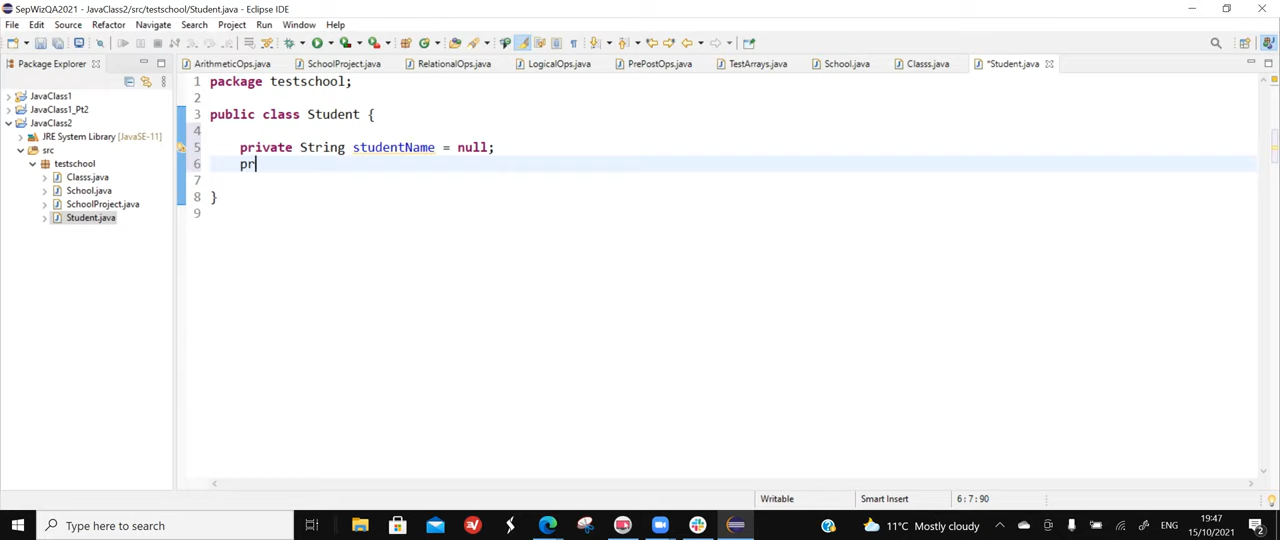 SepWizQA2021 - JavaClass2/src/testschool/Student.java - Eclipse IDE
File Edit Source Refactor Navigate Search Project Run Window Help
Package Explorer
ArithmeticOps.java SchoolProject.java RelationalOps.java LogicalOps.java PrePostOps.java TestArrays.java School.java Classs.java *Student.java
JavaClass1
JavaClass1_Pt2
JavaClass2
JRE System Library [JavaSE-11]
src
testschool
Classs.java
School.java
SchoolProject.java
Student.java
1 package testschool;
2
3 public class Student {
4
5 private String studentName = null;
6 pr
7
8 }
9
Writable Smart Insert 6 : 7 : 90
Type here to search
11°C Mostly cloudy
ENG
19:47
15/10/2021
2